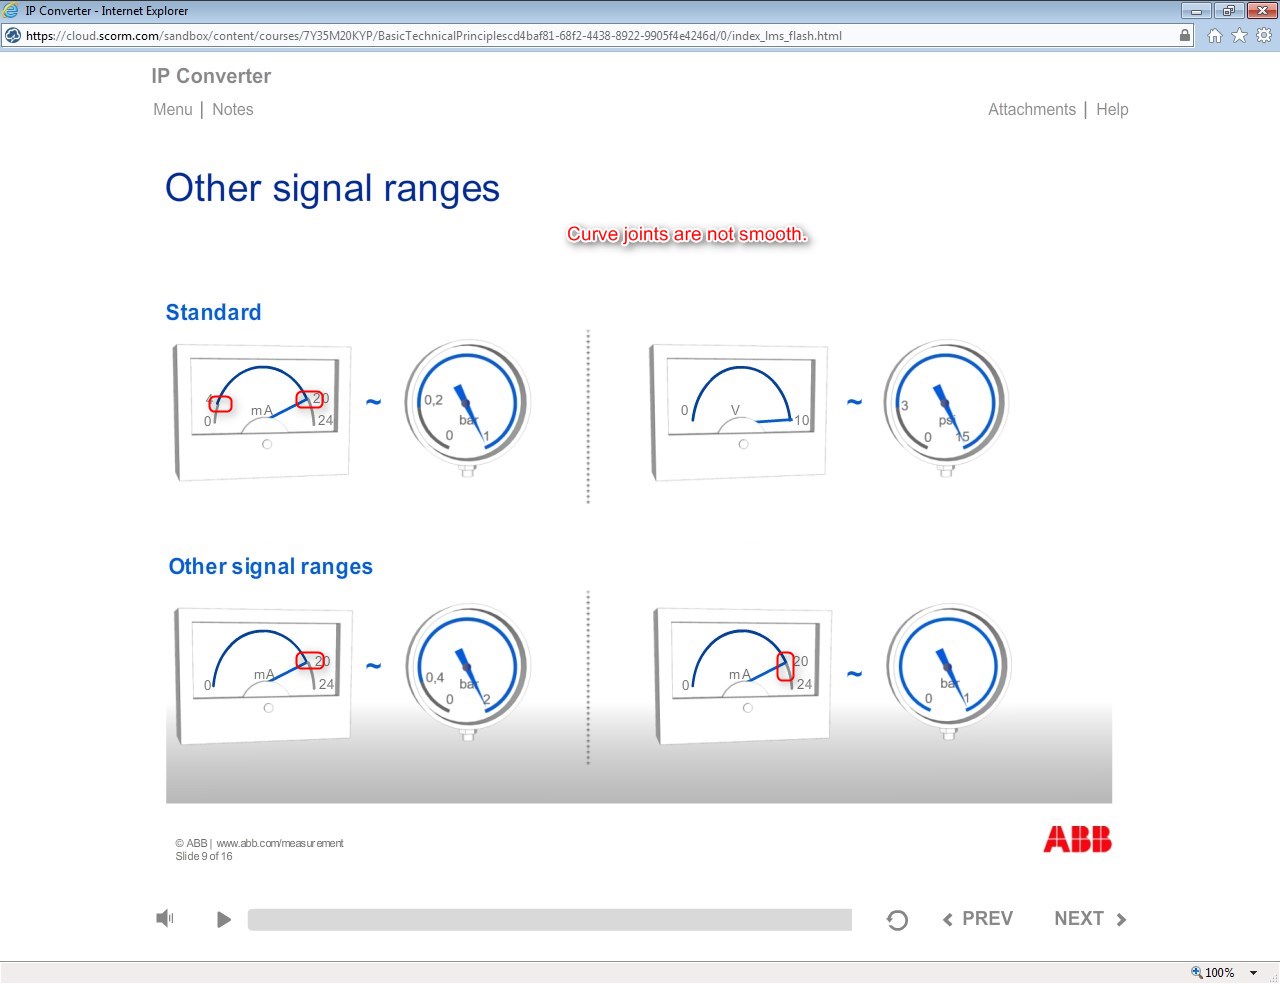 IP Converter - Internet Explorer
https://cloud.scorm.com/sandbox/content/courses/7Y35M20KYP/BasicTechnicalPrinciplescd4baf81-68f2-4438-8922-9905f4e4246d/0/index_lms_flash.html
IP Converter
Menu | Notes
Attachments | Help
Other signal ranges
Curve joints are not smooth.
Standard
4 20
mA
0 24
~
0,2
bar
0 1
0 V 10
~
3
psi
0 15
Other signal ranges
20
mA
0 24
~
0,4
bar
0 2
20
mA
0 24
~
bar
0 1
© ABB | www.abb.com/measurement
Slide 9 of 16
ABB
PREV
NEXT
100%